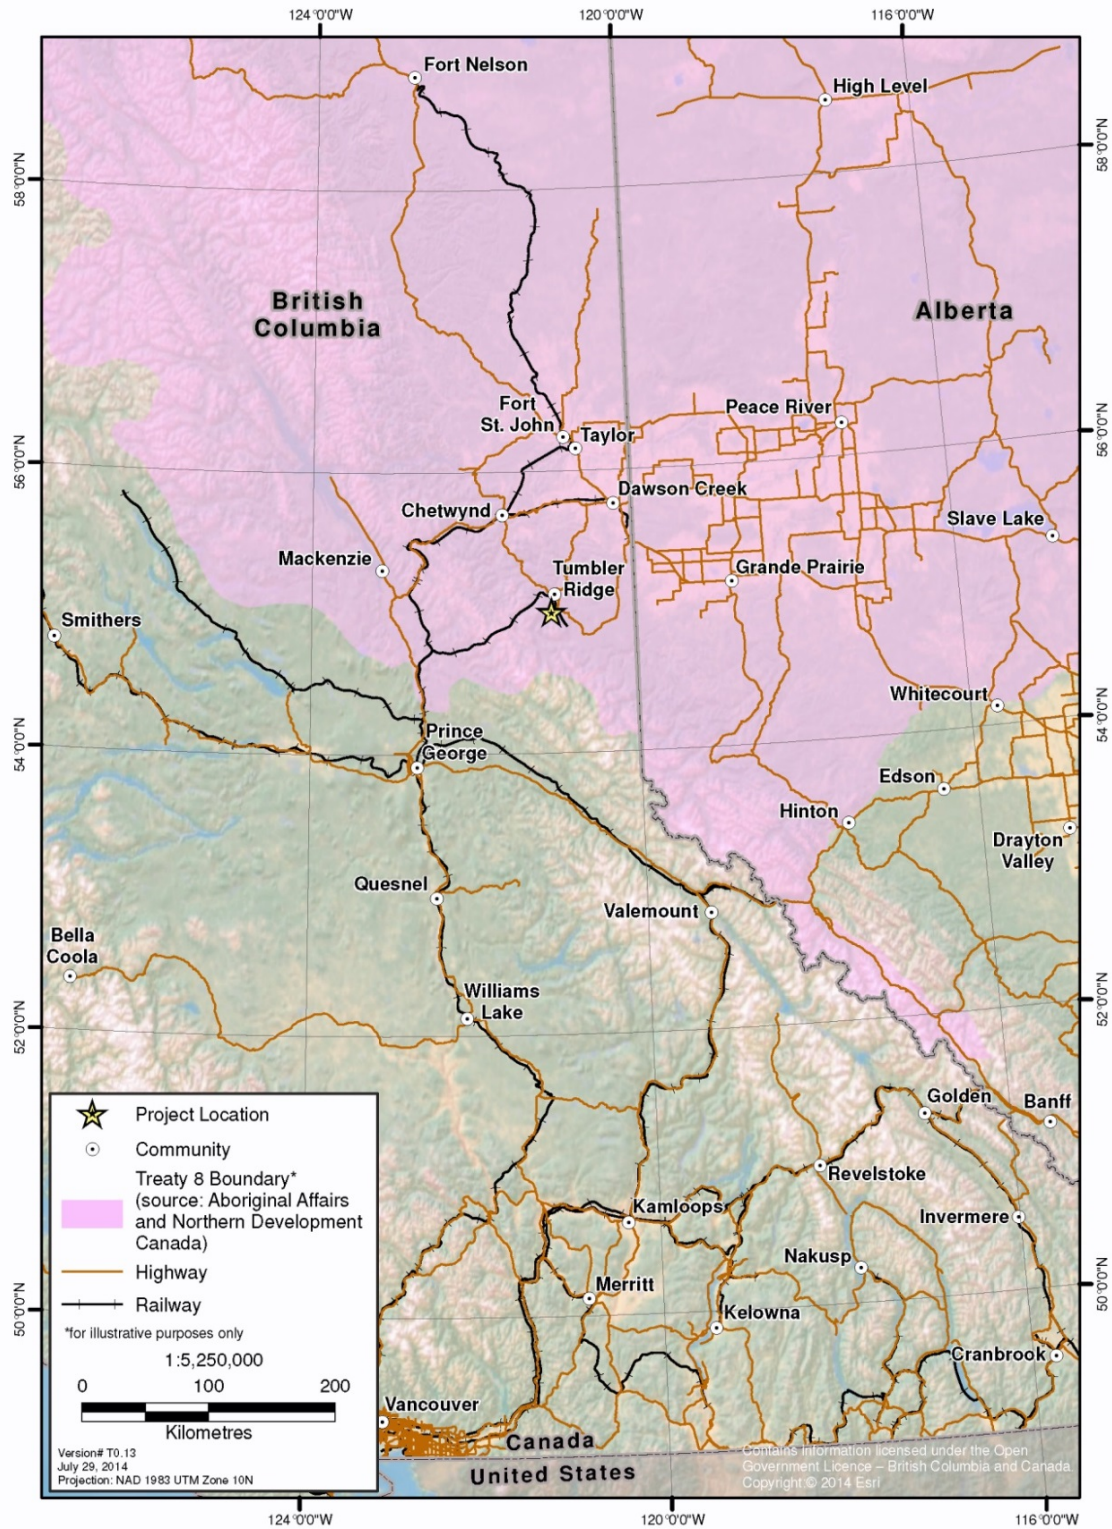 124°0'0"W
120°0'0"W
116°0'0"W
Fort Nelson
High Level
58°0'0"N
58°0'0"N
British
Columbia
Alberta
Fort
St. John
Peace River
Taylor
56°0'0"N
56°0'0"N
Dawson Creek
Chetwynd
Slave Lake
Mackenzie
Tumbler
Ridge
Grande Prairie
Smithers
Whitecourt
54°0'0"N
54°0'0"N
Prince
George
Edson
Hinton
Drayton
Valley
Quesnel
Valemount
Bella
Coola
Williams
Lake
52°0'0"N
52°0'0"N
Golden
Banff
Revelstoke
Kamloops
Invermere
Nakusp
Merritt
Kelowna
50°0'0"N
50°0'0"N
Cranbrook
Vancouver
Canada
United States
Project Location
Community
Treaty 8 Boundary*
(source: Aboriginal Affairs
and Northern Development
Canada)
Highway
Railway
*for illustrative purposes only
1:5,250,000
0 100 200
Kilometres
Version# T0.13
July 29, 2014
Projection: NAD 1983 UTM Zone 10N
Contains information licensed under the Open
Government Licence – British Columbia and Canada
Copyright:© 2014 Esri
124°0'0"W
120°0'0"W
116°0'0"W